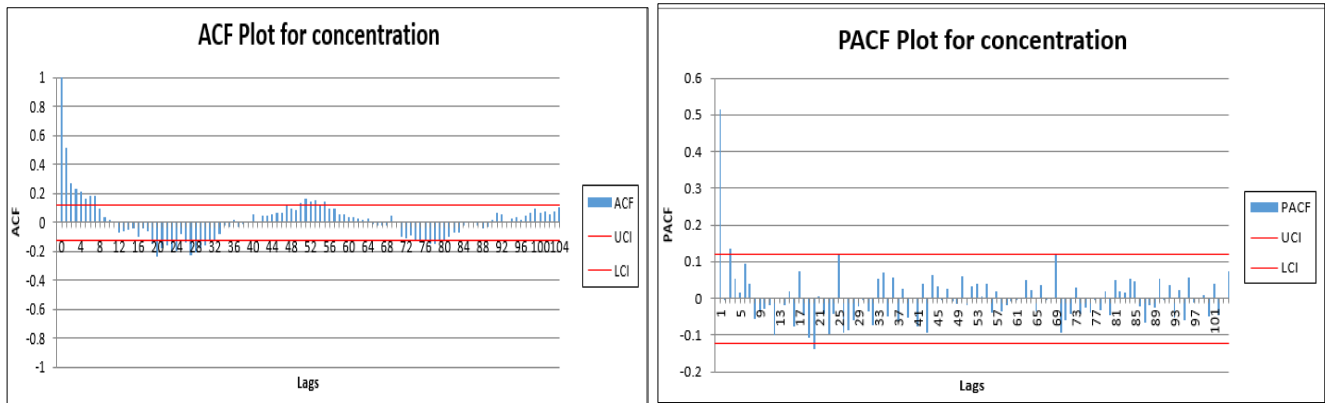 ACF Plot for concentration
1
0.8
0.6
0.4
0.2
0
-0.2
-0.4
-0.6
-0.8
-1
ACF
0 4 8 12 16 20 24 28 32 36 40 44 48 52 56 60 64 68 72 76 80 84 88 92 96 100 104
Lags
ACF
UCI
LCI
PACF Plot for concentration
0.6
0.5
0.4
0.3
0.2
0.1
0
-0.1
-0.2
PACF
1 5 9 13 17 21 25 29 33 37 41 45 49 53 57 61 65 69 73 77 81 85 89 93 97 101
Lags
PACF
UCI
LCI